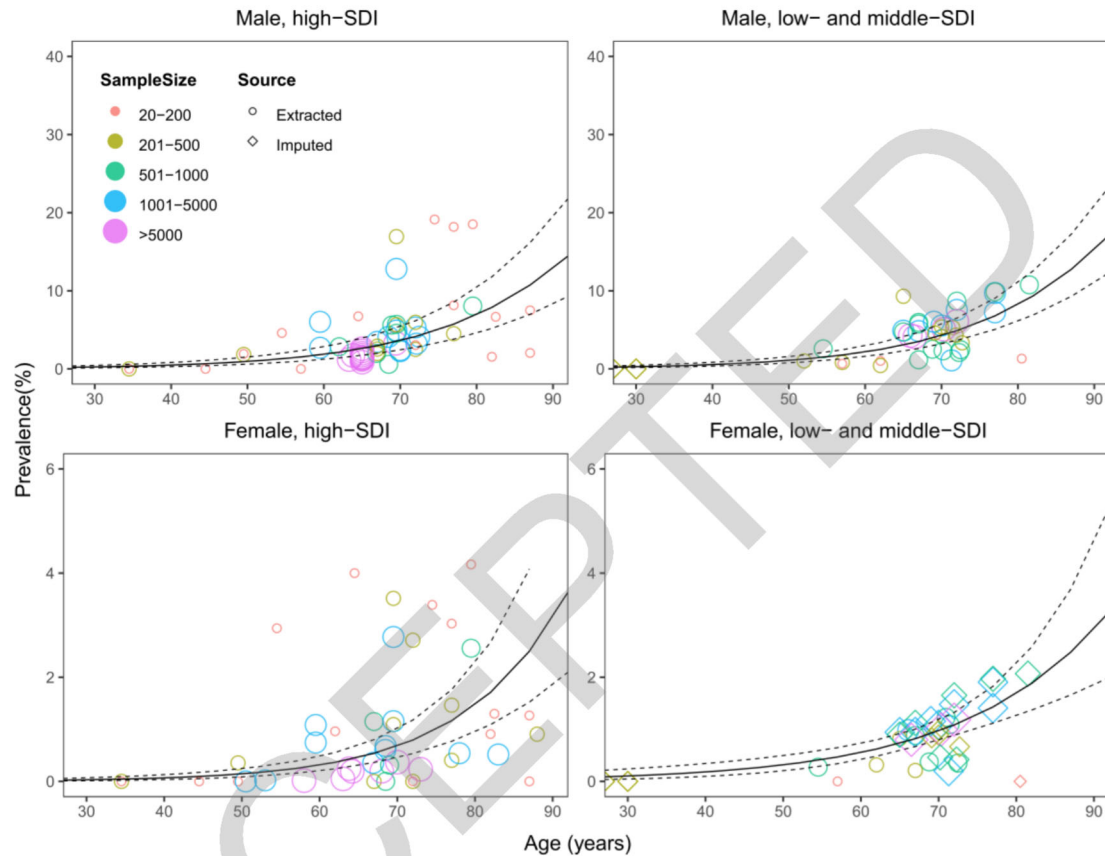 Male, high−SDI
Male, low− and middle−SDI
40
30
20
10
0
SampleSize
20−200
201−500
501−1000
1001−5000
>5000
Source
Extracted
Imputed
30 40 50 60 70 80 90
40
30
20
10
0
30 40 50 60 70 80 90
Prevalence(%)
Female, high−SDI
Female, low− and middle−SDI
6
4
2
0
30 40 50 60 70 80 90
6
4
2
0
30 40 50 60 70 80 90
Age (years)
CEPTED